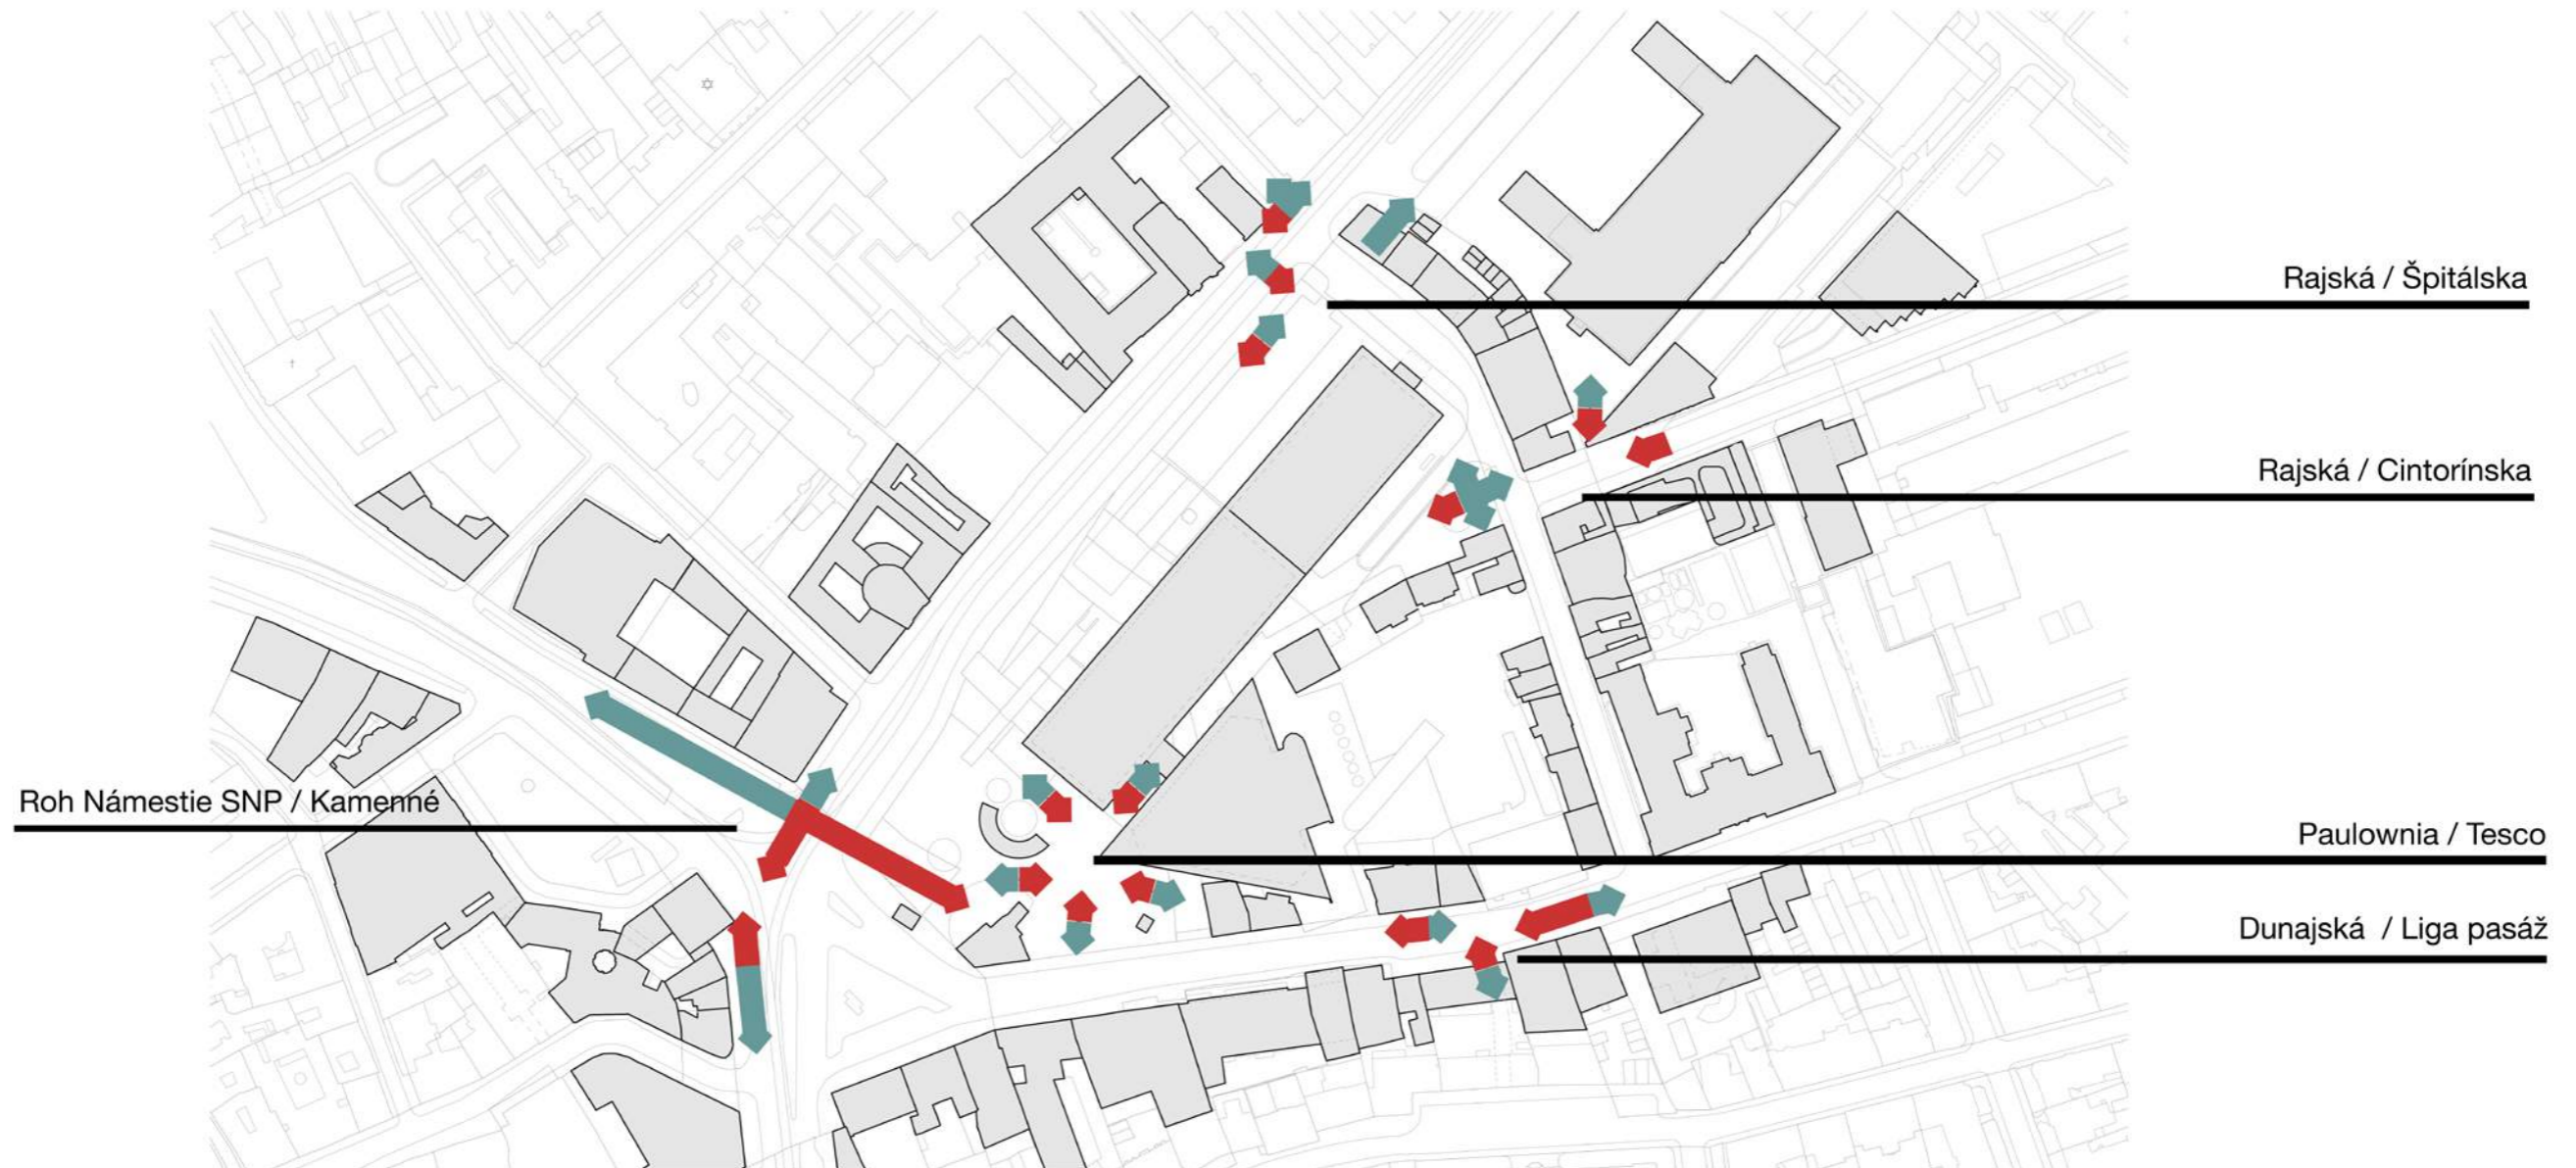 Rajská / Špitálska
Rajská / Cintorínska
Roh Námestie SNP / Kamenné
Paulownia / Tesco
Dunajská / Liga pasáž